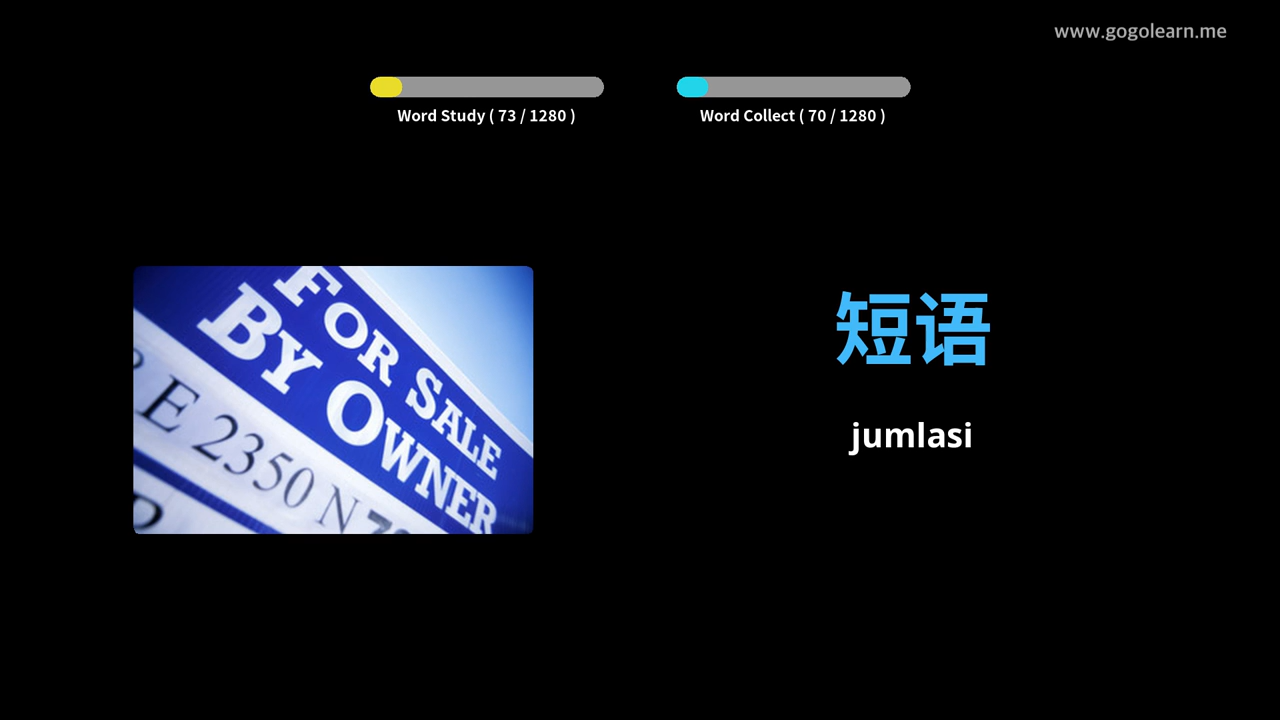 www.gogolearn.me
Word Study ( 73 / 1280 )
Word Collect ( 70 / 1280 )
FOR SALE
BY OWNER
E 2350 N
短语
jumlasi